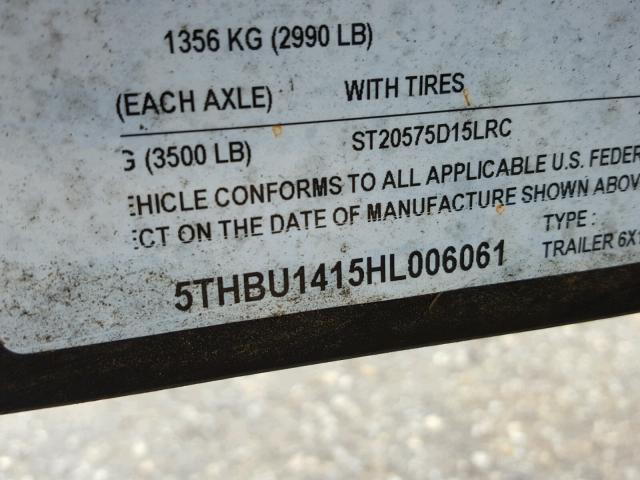 1356 KG (2990 LB)
(EACH AXLE) WITH TIRES
G (3500 LB) ST20575D15LRC
EHICLE CONFORMS TO ALL APPLICABLE U.S. FEDER
ECT ON THE DATE OF MANUFACTURE SHOWN ABOV
TYPE :
5THBU1415HL006061 TRAILER 6X1